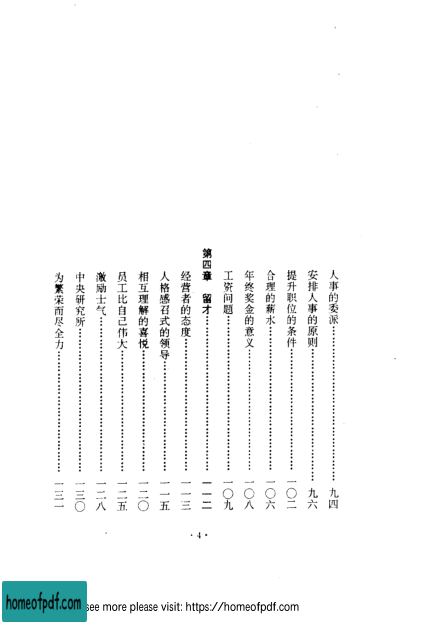 人事的委派……………………九四
安排人事的原则……………………九六
提升职位的条件……………………一〇二
合理的薪水……………………一〇六
年终奖金的意义……………………一〇八
工资问题……………………一〇九
第四章 留才……………………一一二
经营者的态度……………………一一三
人格感召式的领导……………………一一五
相互理解的喜悦……………………一二〇
员工比自己伟大……………………一二五
激励士气……………………一二八
中央研究所……………………一三〇
为繁荣而尽全力……………………一三一
·4·
homeofpdf.com
see more please visit: https://homeofpdf.com